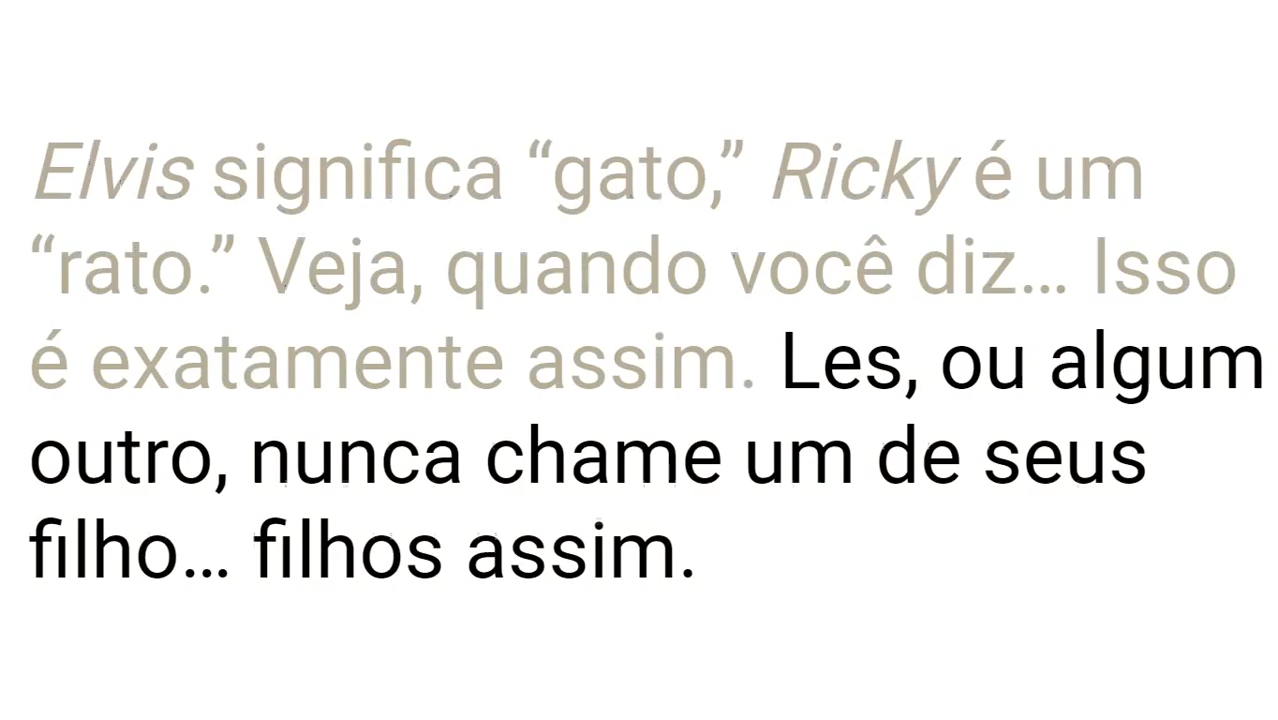 Elvis significa “gato,” Ricky é um
“rato.” Veja, quando você diz… Isso
é exatamente assim. Les, ou algum
outro, nunca chame um de seus
filho… filhos assim.